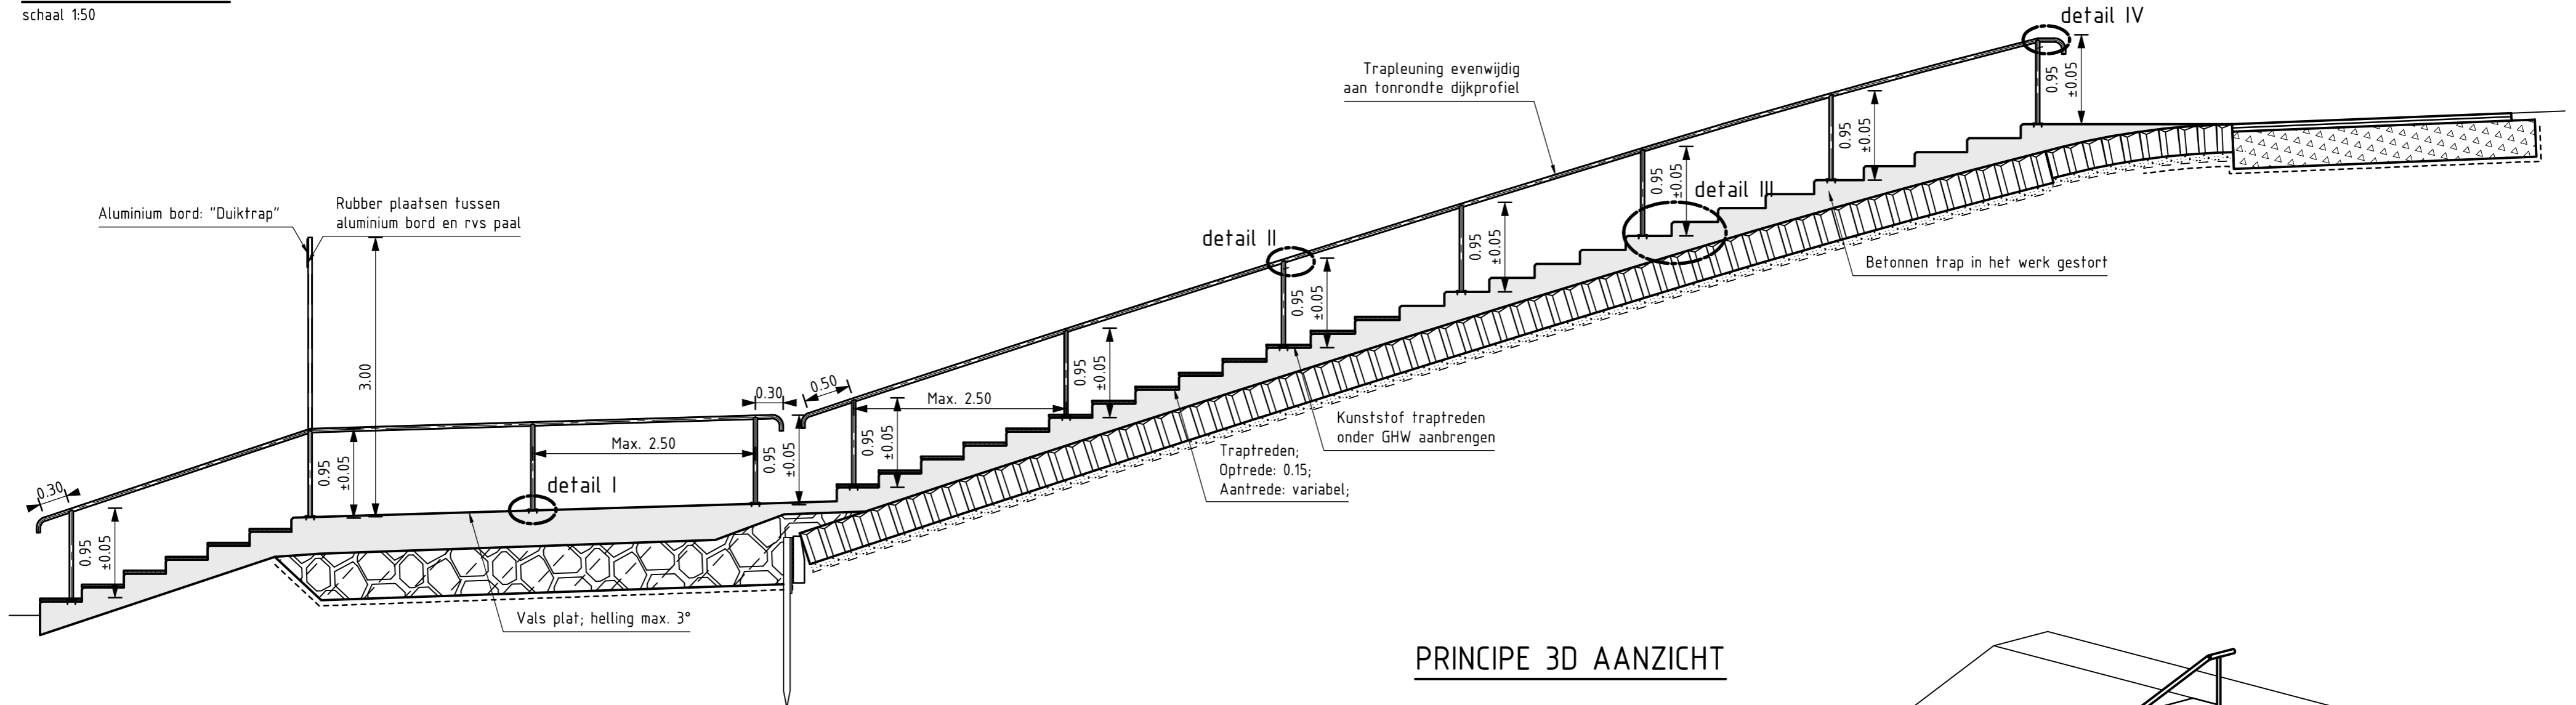 schaal 1:50
detail IV
Trapleuning evenwijdig
aan tonrondte dijkprofiel
0.95
±0.05
0.95
±0.05
0.95
±0.05
detail III
Aluminium bord: "Duiktrap"
Rubber plaatsen tussen
aluminium bord en rvs paal
detail II
0.95
±0.05
0.95
±0.05
Betonnen trap in het werk gestort
3.00
0.95
±0.05
0.30
0.50
Max. 2.50
Max. 2.50
0.95
±0.05
0.95
±0.05
0.95
±0.05
Kunststof traptreden
onder GHW aanbrengen
Traptreden;
Optrede: 0.15;
Aantrede: variabel;
0.30
detail I
0.95
±0.05
Vals plat; helling max. 3°
PRINCIPE 3D AANZICHT